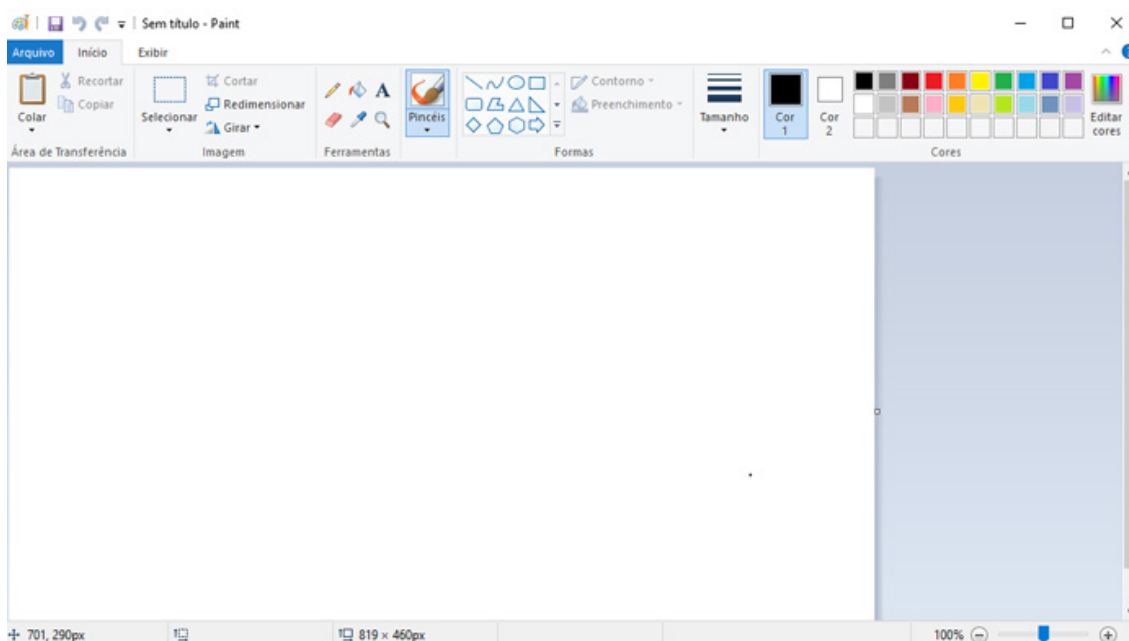 Sem título - Paint
Arquivo Início Exibir
Recortar Cortar Contorno
Copiar Redimensionar Preenchimento
Colar Selecionar Girar Pincéis Tamanho Cor 1 Cor 2 Editar cores
Área de Transferência Imagem Ferramentas Formas Cores
701, 290px 819 × 460px 100%